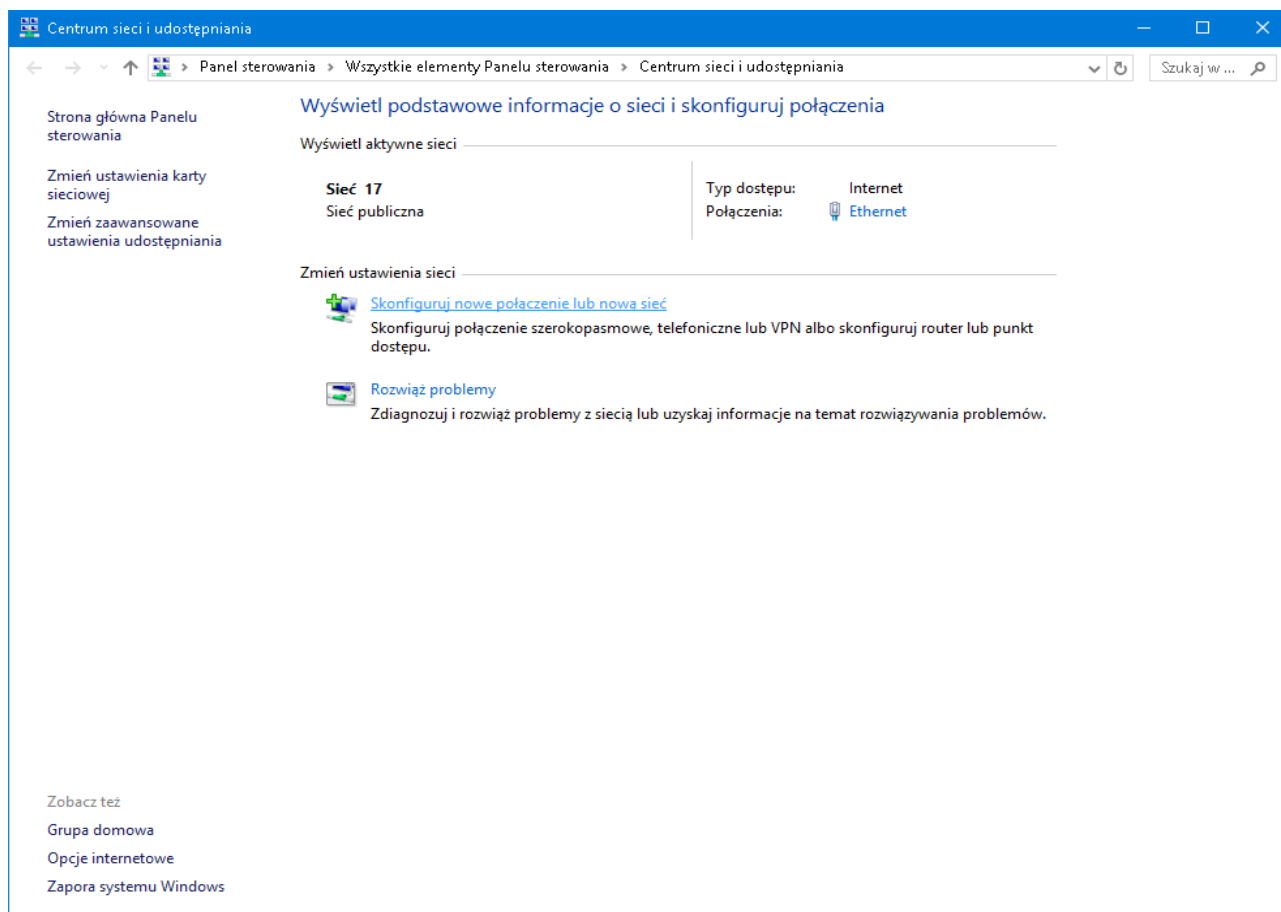 Centrum sieci i udostępniania
Panel sterowania > Wszystkie elementy Panelu sterowania > Centrum sieci i udostępniania
Szukaj w ...
Strona główna Panelu
sterowania
Zmień ustawienia karty
sieciowej
Zmień zaawansowane
ustawienia udostępniania
Wyświetl podstawowe informacje o sieci i skonfiguruj połączenia
Wyświetl aktywne sieci
Sieć 17
Sieć publiczna
Typ dostępu: Internet
Połączenia: Ethernet
Zmień ustawienia sieci
Skonfiguruj nowe połączenie lub nową sieć
Skonfiguruj połączenie szerokopasmowe, telefoniczne lub VPN albo skonfiguruj router lub punkt
dostępu.
Rozwiąż problemy
Zdiagnozuj i rozwiąż problemy z siecią lub uzyskaj informacje na temat rozwiązywania problemów.
Zobacz też
Grupa domowa
Opcje internetowe
Zapora systemu Windows